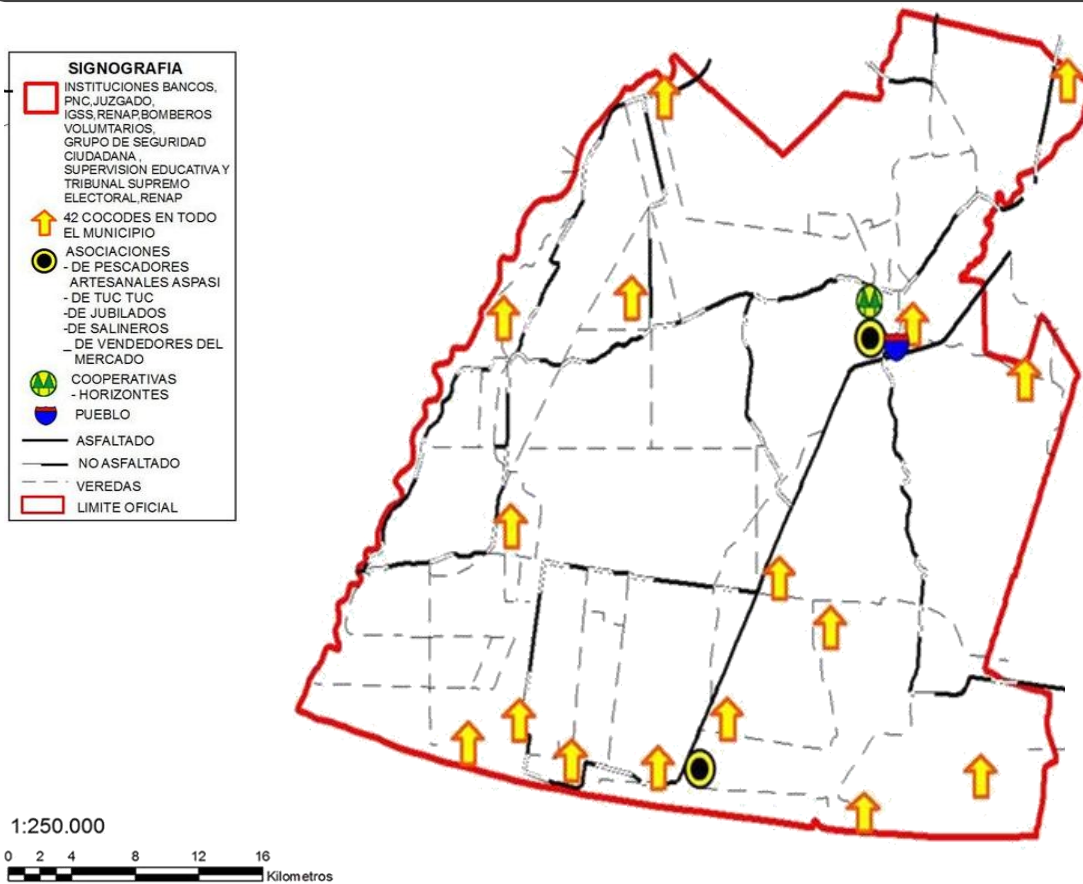 SIGNOGRAFIA
INSTITUCIONES BANCOS,
PNC,JUZGADO,
IGSS,RENAP,BOMBEROS
VOLUMTARIOS,
GRUPO DE SEGURIDAD
CIUDADANA ,
SUPERVISION EDUCATIVA Y
TRIBUNAL SUPREMO
ELECTORAL,RENAP
42 COCODES EN TODO
EL MUNICIPIO
ASOCIACIONES
- DE PESCADORES
ARTESANALES ASPASI
- DE TUC TUC
-DE JUBILADOS
-DE SALINEROS
_ DE VENDEDORES DEL
MERCADO
COOPERATIVAS
- HORIZONTES
PUEBLO
ASFALTADO
NO ASFALTADO
VEREDAS
LIMITE OFICIAL
1:250.000
0 2 4 8 12 16
Kilometros